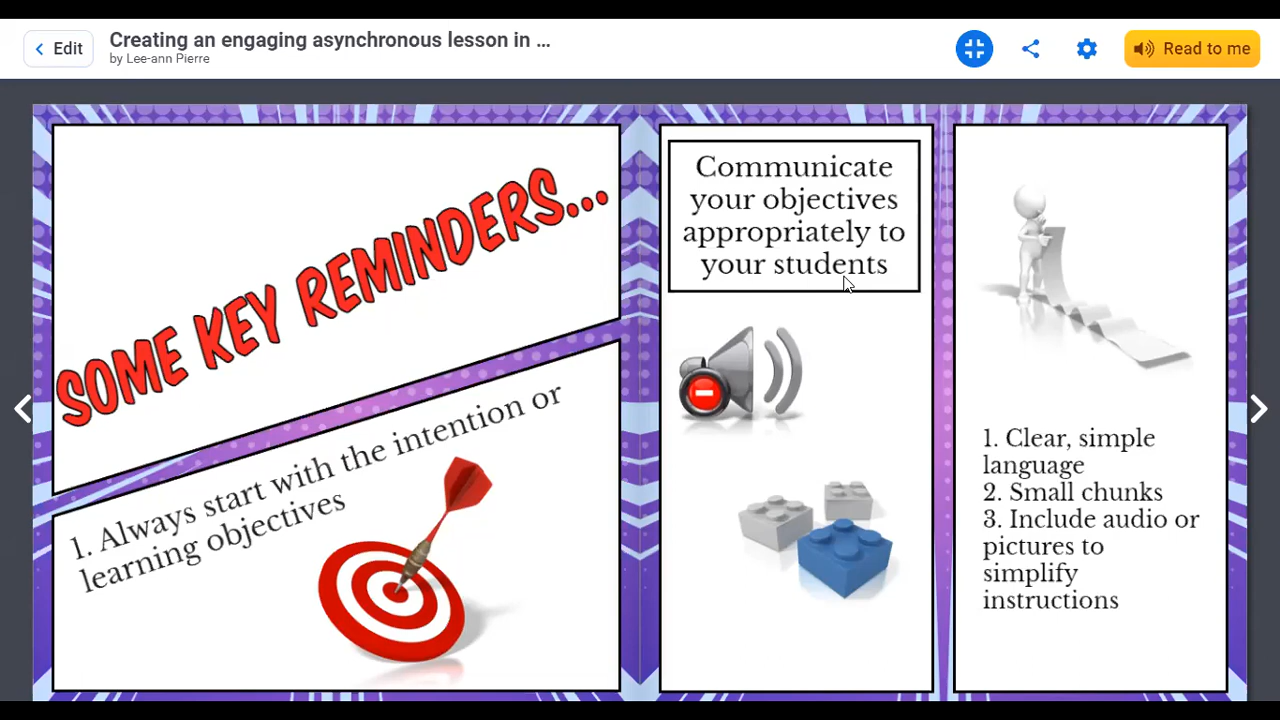 Edit
Creating an engaging asynchronous lesson in ...
by Lee-ann Pierre
Read to me
SOME KEY REMINDERS...
1. Always start with the intention or
learning objectives
Communicate
your objectives
appropriately to
your students
1. Clear, simple
language
2. Small chunks
3. Include audio or
pictures to
simplify
instructions